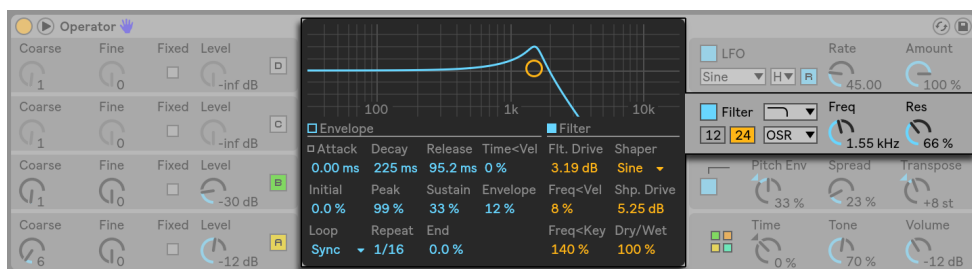 Operator
Coarse Fine Fixed Level
1 0 -inf dB D
Coarse Fine Fixed Level
1 0 -inf dB C
Coarse Fine Fixed Level
1 0 -30 dB B
Coarse Fine Fixed Level
6 0 -12 dB A
100 1k 10k
Envelope Filter
Attack Decay Release Time<Vel Flt. Drive Shaper
0.00 ms 225 ms 95.2 ms 0 % 3.19 dB Sine
Initial Peak Sustain Envelope Freq<Vel Shp. Drive
0.0 % 99 % 33 % 12 % 8 % 5.25 dB
Loop Repeat End Freq<Key Dry/Wet
Sync 1/16 0.0 % 140 % 100 %
LFO Rate Amount
Sine H R 45.00 100 %
Filter Freq Res
12 24 OSR 1.55 kHz 66 %
Pitch Env Spread Transpose
33 % 23 % +8 st
Time Tone Volume
0 % 70 % -12 dB